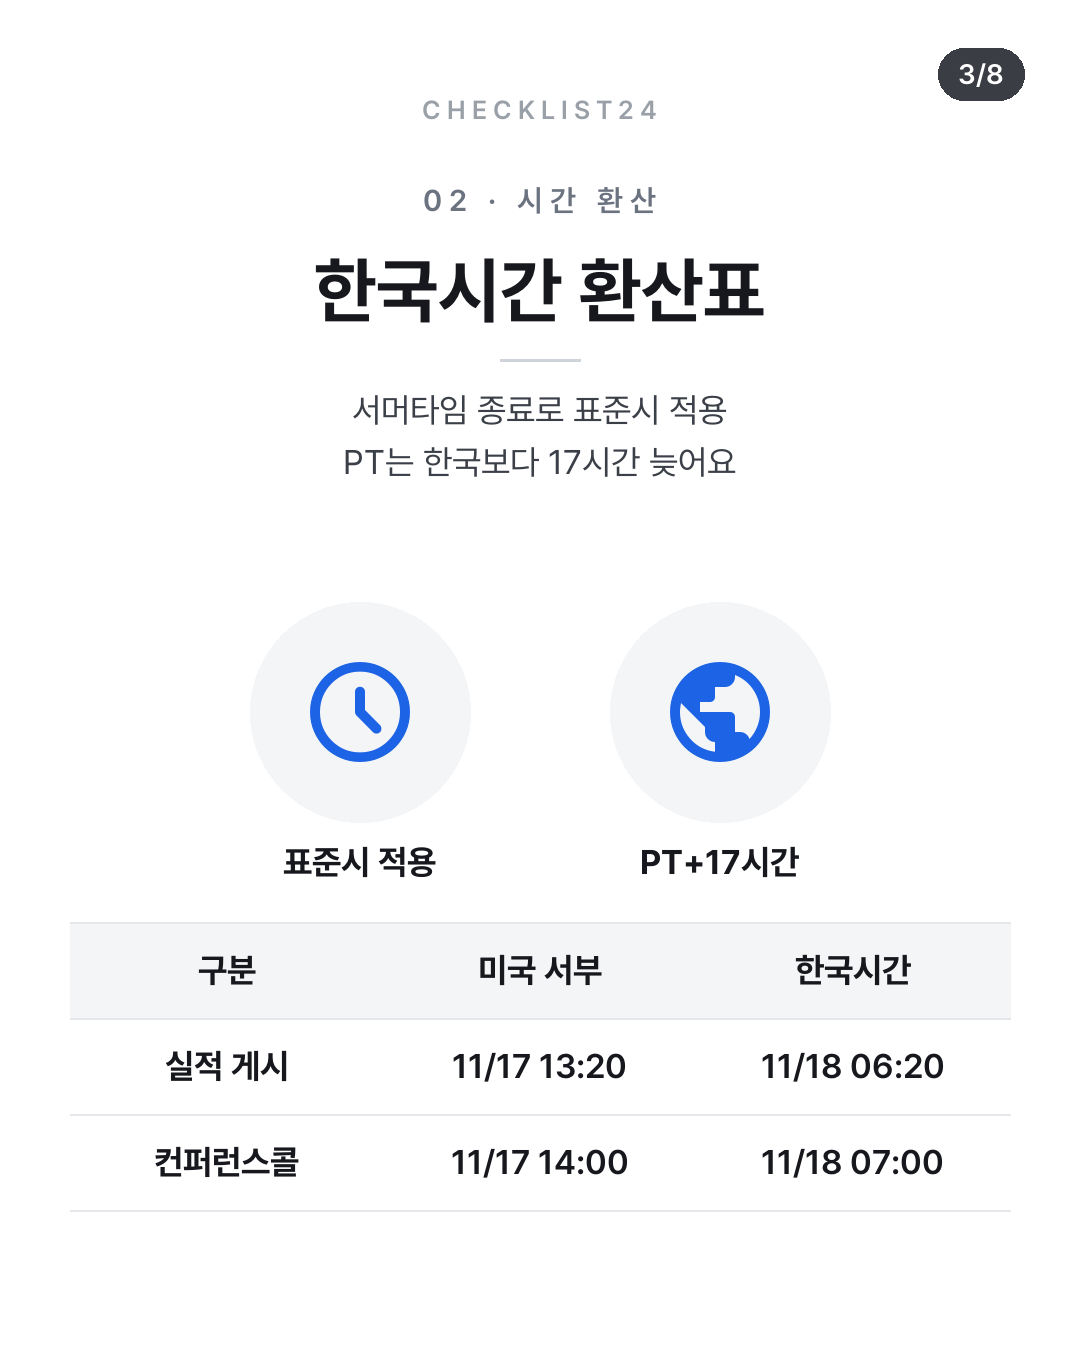 3/8
CHECKLIST24
02 · 시간 환산
한국시간 환산표
서머타임 종료로 표준시 적용
PT는 한국보다 17시간 늦어요
표준시 적용
PT+17시간
구분 미국 서부 한국시간
실적 게시 11/17 13:20 11/18 06:20
컨퍼런스콜 11/17 14:00 11/18 07:00